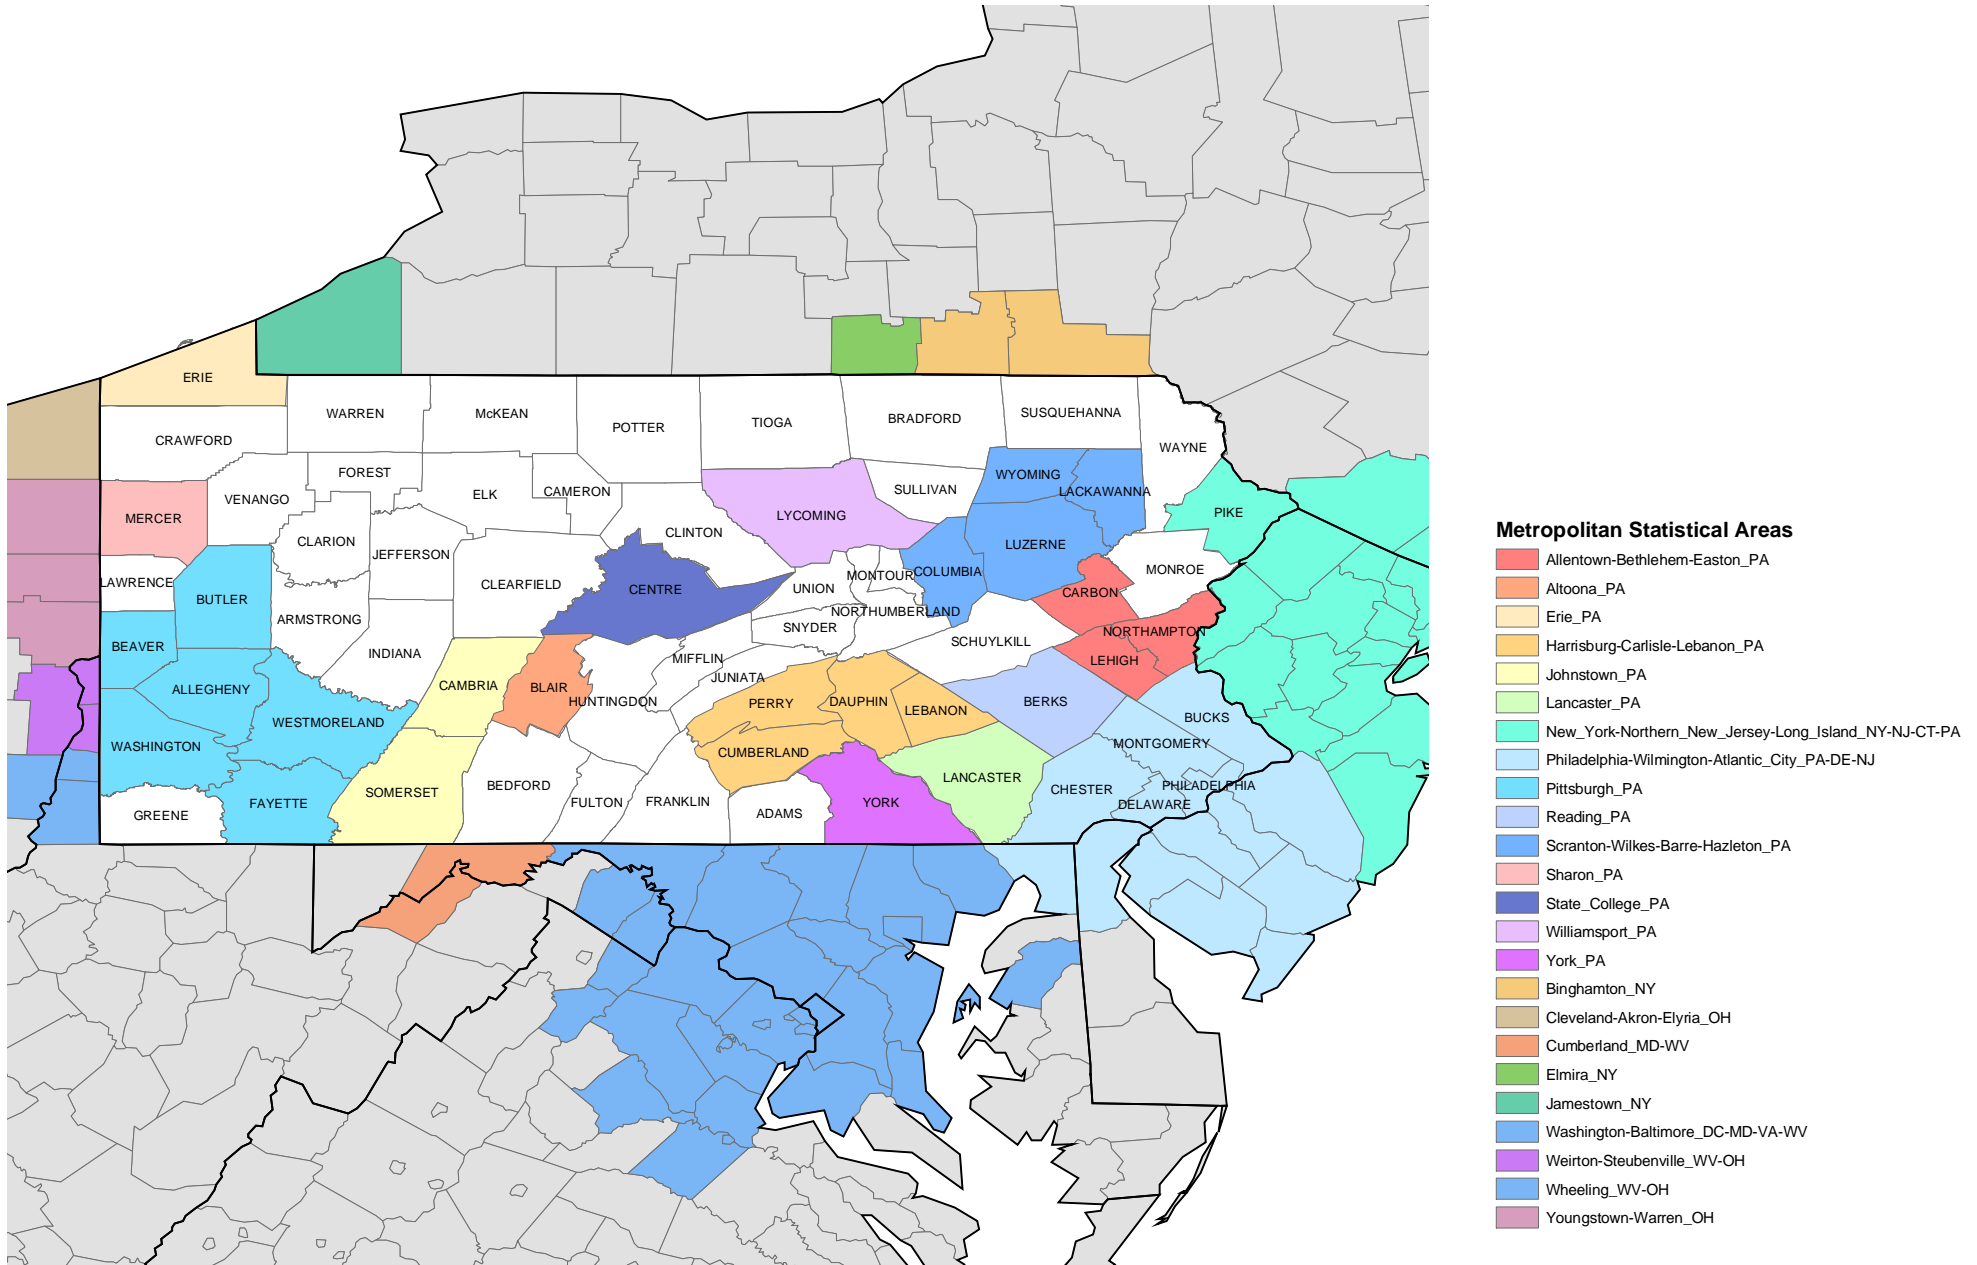 ERIE
WARREN
McKEAN
POTTER
TIOGA
BRADFORD
SUSQUEHANNA
WAYNE
CRAWFORD
FOREST
VENANGO
ELK
CAMERON
SULLIVAN
WYOMING
LACKAWANNA
PIKE
MERCER
LYCOMING
CLINTON
CLARION
JEFFERSON
LUZERNE
LAWRENCE
CLEARFIELD
CENTRE
UNION
MONTOUR
COLUMBIA
MONROE
CARBON
BUTLER
ARMSTRONG
NORTHUMBERLAND
SNYDER
SCHUYLKILL
NORTHAMPTON
BEAVER
INDIANA
MIFFLIN
LEHIGH
ALLEGHENY
CAMBRIA
BLAIR
JUNIATA
HUNTINGDON
PERRY
DAUPHIN
LEBANON
BERKS
BUCKS
WESTMORELAND
WASHINGTON
CUMBERLAND
MONTGOMERY
LANCASTER
SOMERSET
BEDFORD
CHESTER
PHILADELPHIA
FAYETTE
FULTON
FRANKLIN
YORK
DELAWARE
GREENE
ADAMS
Metropolitan Statistical Areas
Allentown-Bethlehem-Easton_PA
Altoona_PA
Erie_PA
Harrisburg-Carlisle-Lebanon_PA
Johnstown_PA
Lancaster_PA
New_York-Northern_New_Jersey-Long_Island_NY-NJ-CT-PA
Philadelphia-Wilmington-Atlantic_City_PA-DE-NJ
Pittsburgh_PA
Reading_PA
Scranton-Wilkes-Barre-Hazleton_PA
Sharon_PA
State_College_PA
Williamsport_PA
York_PA
Binghamton_NY
Cleveland-Akron-Elyria_OH
Cumberland_MD-WV
Elmira_NY
Jamestown_NY
Washington-Baltimore_DC-MD-VA-WV
Weirton-Steubenville_WV-OH
Wheeling_WV-OH
Youngstown-Warren_OH